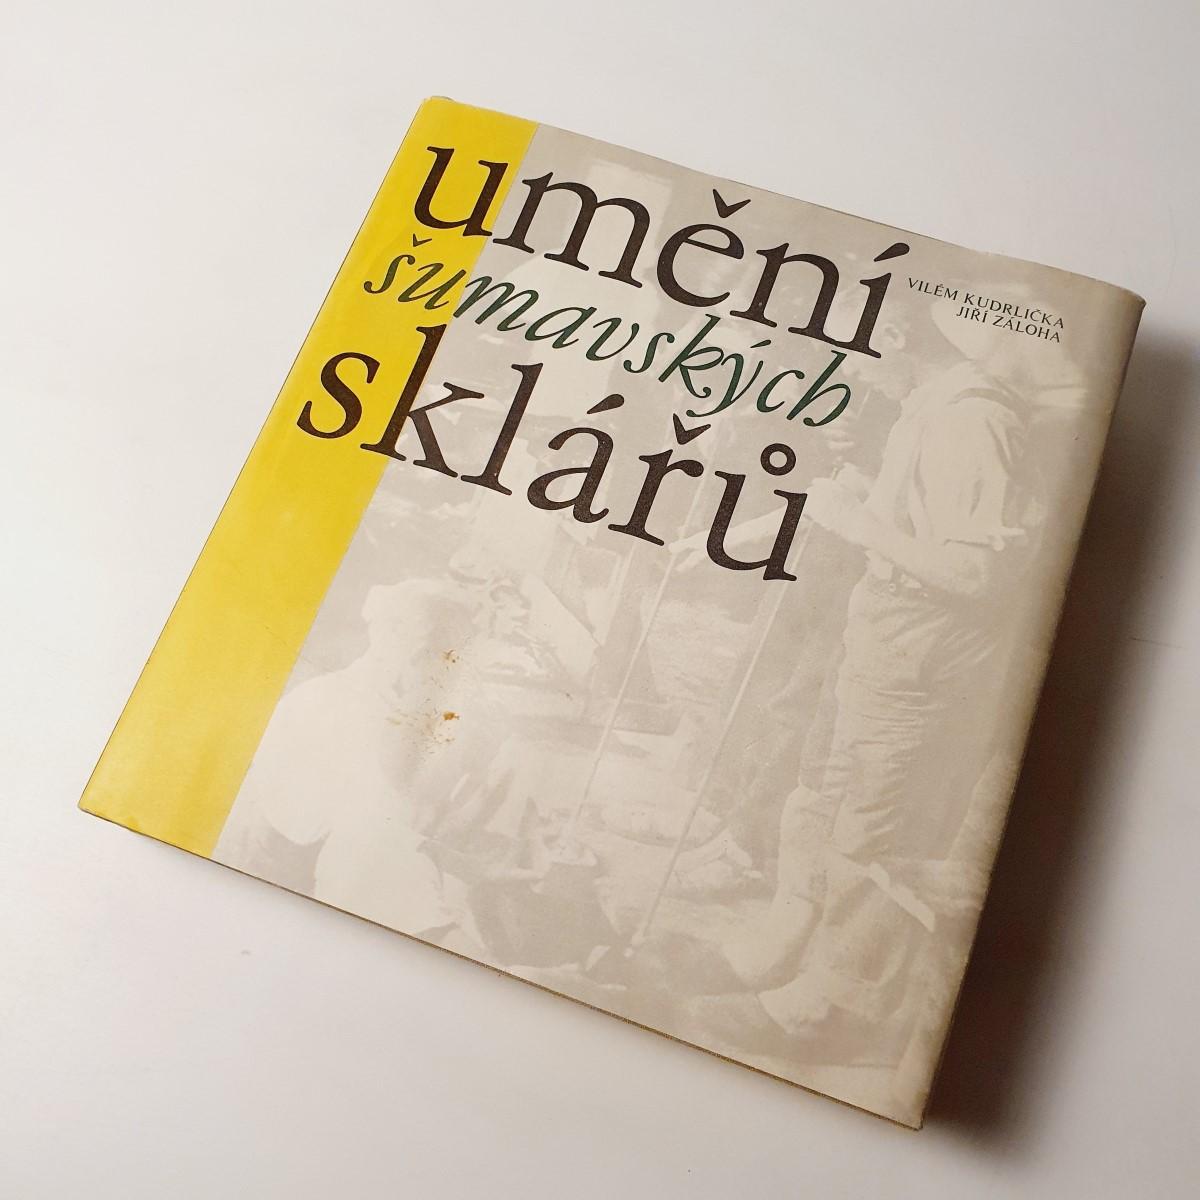 umění
šumavských
sklářů
VILÉM KUDRLIČKA
JIŘÍ ZÁLOHA